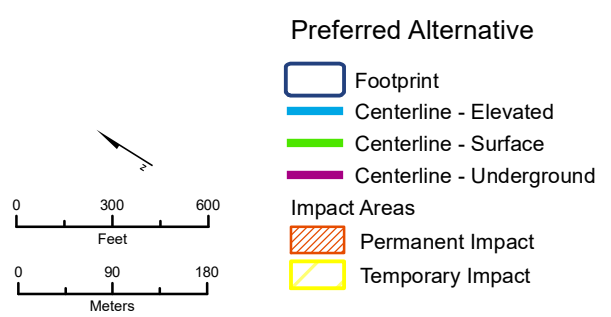 Preferred Alternative
Footprint
Centerline - Elevated
Centerline - Surface
Centerline - Underground
Impact Areas
Permanent Impact
Temporary Impact
N
0 300 600
Feet
0 90 180
Meters